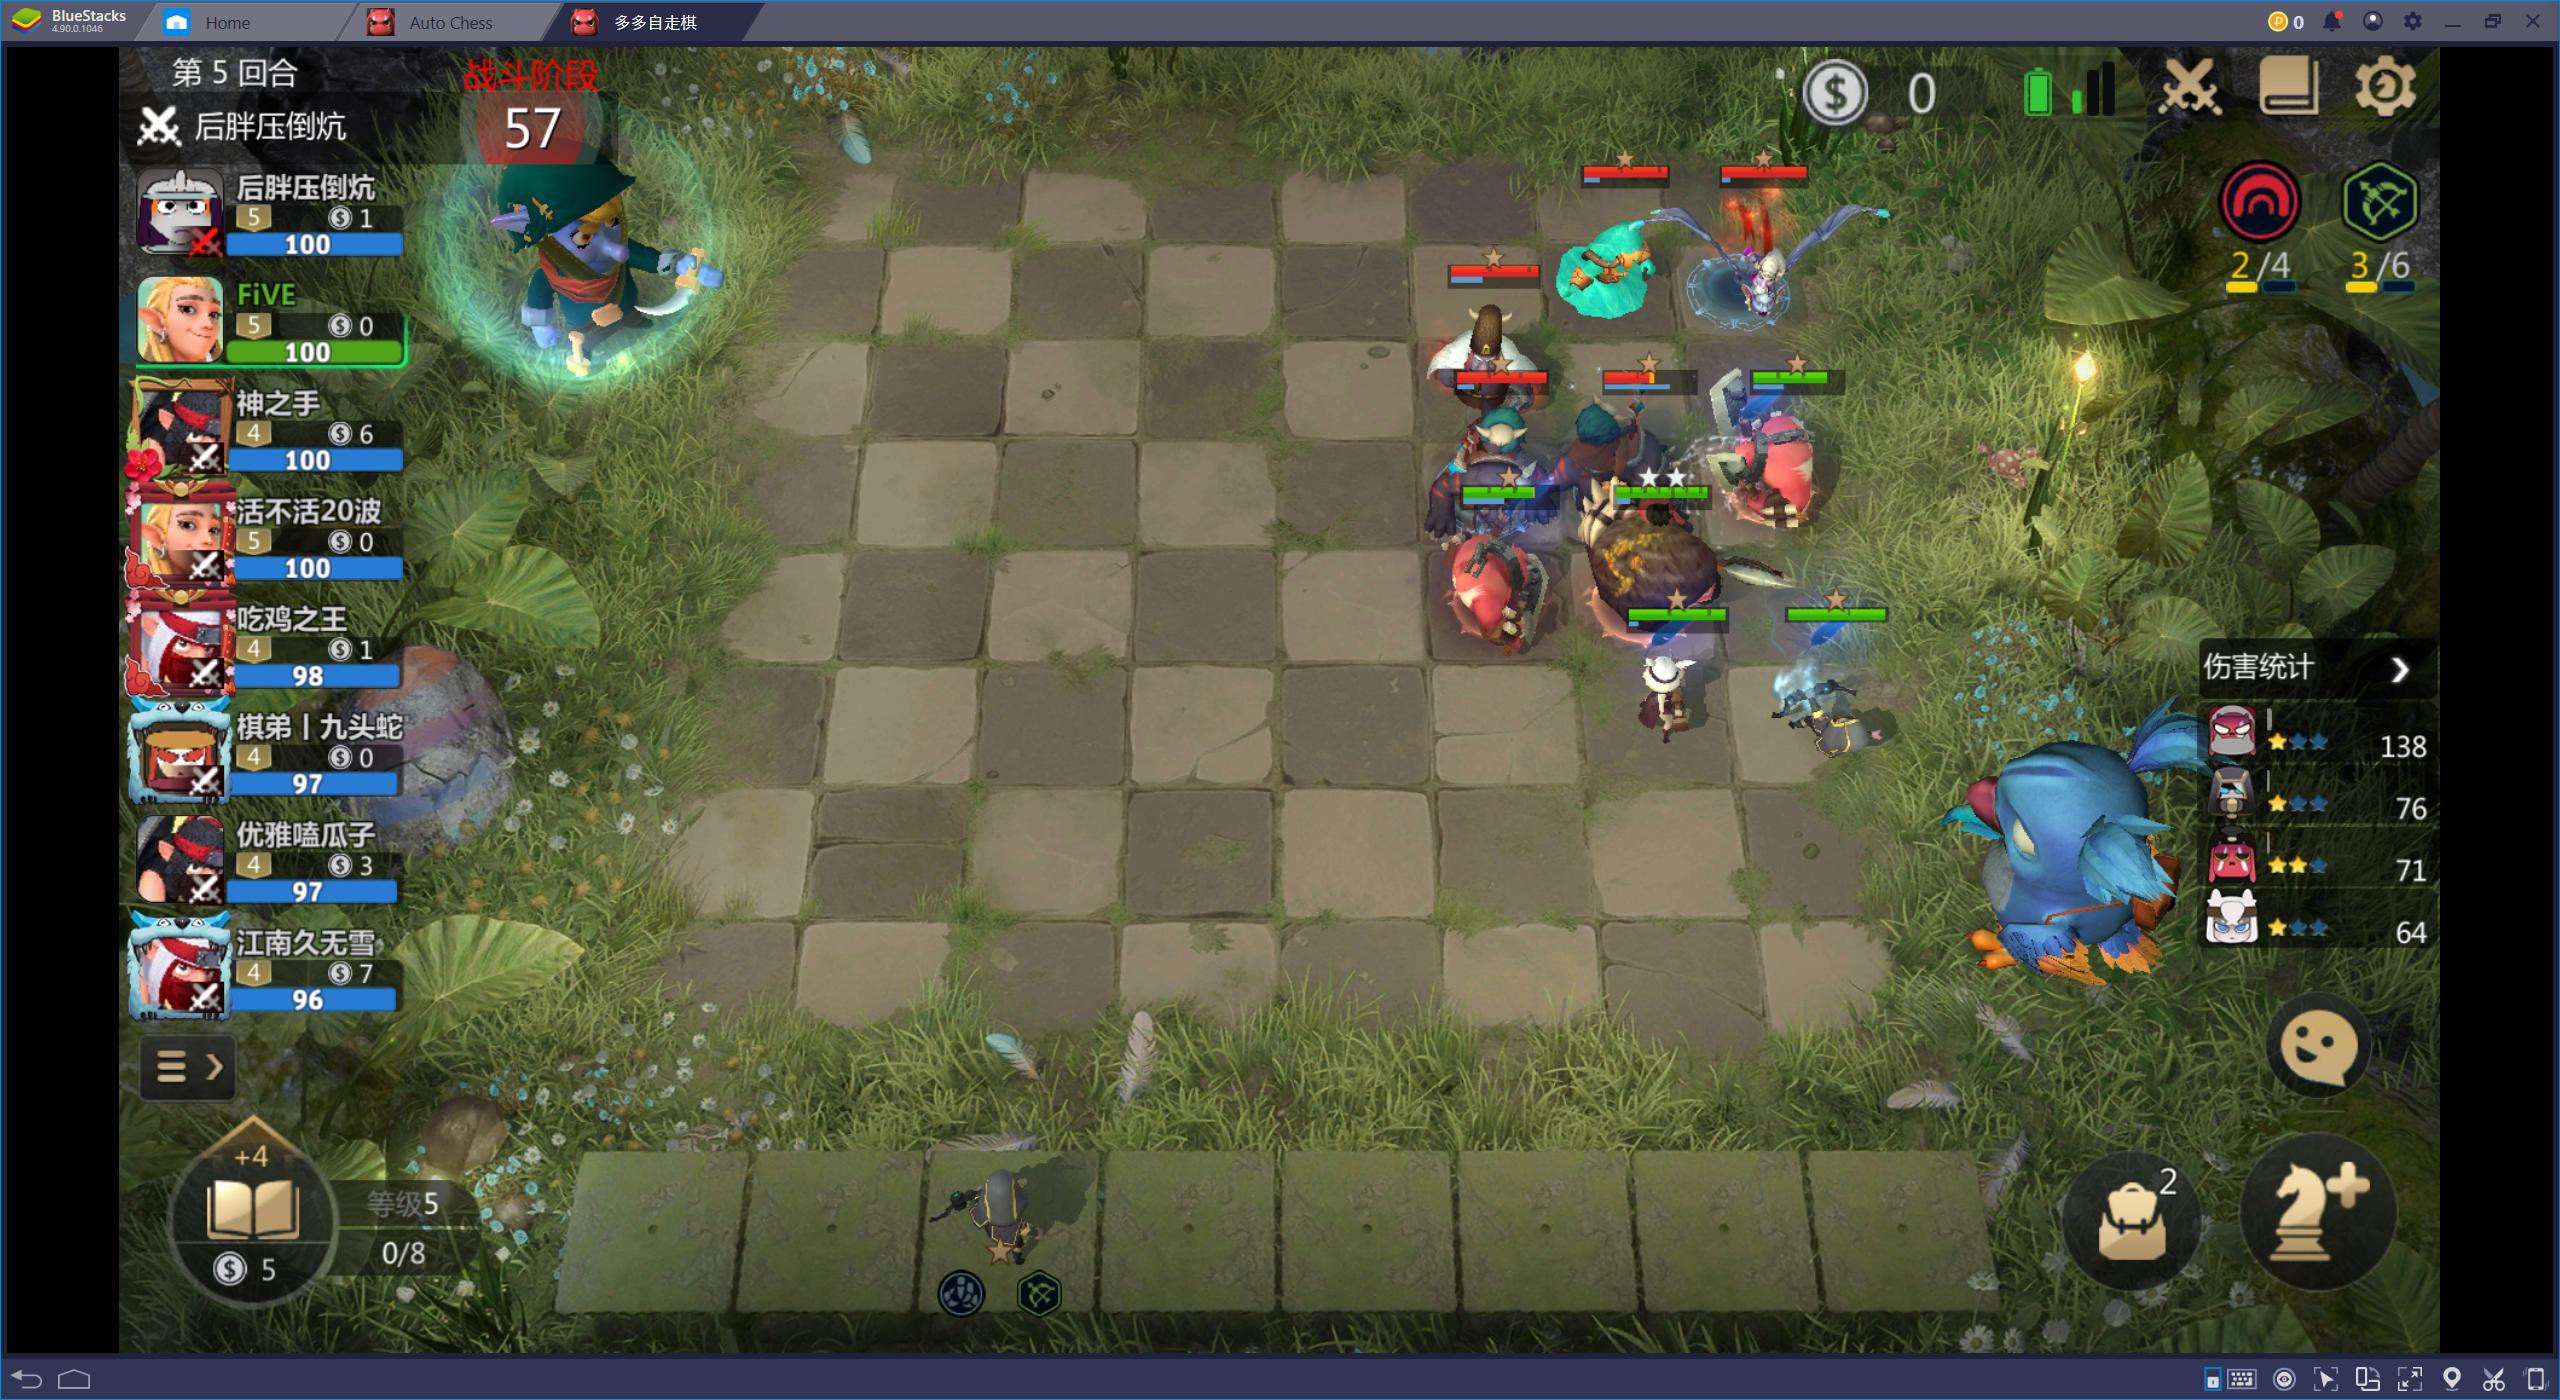 BlueStacks
4.90.0.1046
Home
Auto Chess
多多自走棋
0
第 5 回合
战斗阶段
后胖压倒炕
57
0
后胖压倒炕
5 1
100
FiVE
5 0
100
神之手
4 6
100
活不活20波
5 0
100
吃鸡之王
4 1
98
棋弟丨九头蛇
4 0
97
优雅嗑瓜子
4 3
97
江南久无雪
4 7
96
2/4
3/6
伤害统计
138
76
71
64
+4
5
等级5
0/8
2